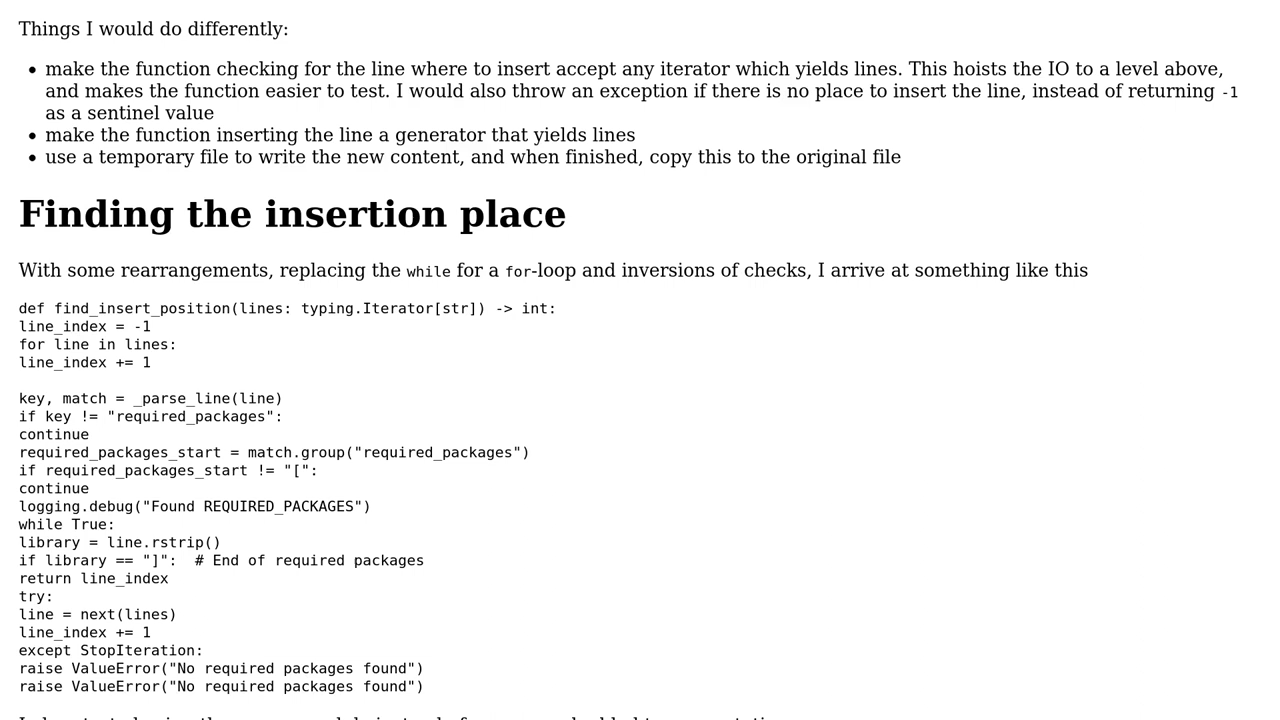 Things I would do differently:
make the function checking for the line where to insert accept any iterator which yields lines. This hoists the IO to a level above,
and makes the function easier to test. I would also throw an exception if there is no place to insert the line, instead of returning -1
as a sentinel value
make the function inserting the line a generator that yields lines
use a temporary file to write the new content, and when finished, copy this to the original file
Finding the insertion place
With some rearrangements, replacing the while for a for-loop and inversions of checks, I arrive at something like this
def find_insert_position(lines: typing.Iterator[str]) -> int:
line_index = -1
for line in lines:
line_index += 1
key, match = _parse_line(line)
if key != "required_packages":
continue
required_packages_start = match.group("required_packages")
if required_packages_start != "[":
continue
logging.debug("Found REQUIRED_PACKAGES")
while True:
library = line.rstrip()
if library == "]":  # End of required packages
return line_index
try:
line = next(lines)
line_index += 1
except StopIteration:
raise ValueError("No required packages found")
raise ValueError("No required packages found")